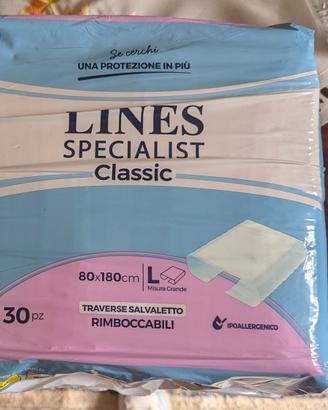 Se cerchi
UNA PROTEZIONE IN PIÙ
LINES
SPECIALIST
Classic
80x180cm
L
Misura Grande
TRAVERSE SALVALETTO
RIMBOCCABILI
30 pz
IPOALLERGENICO